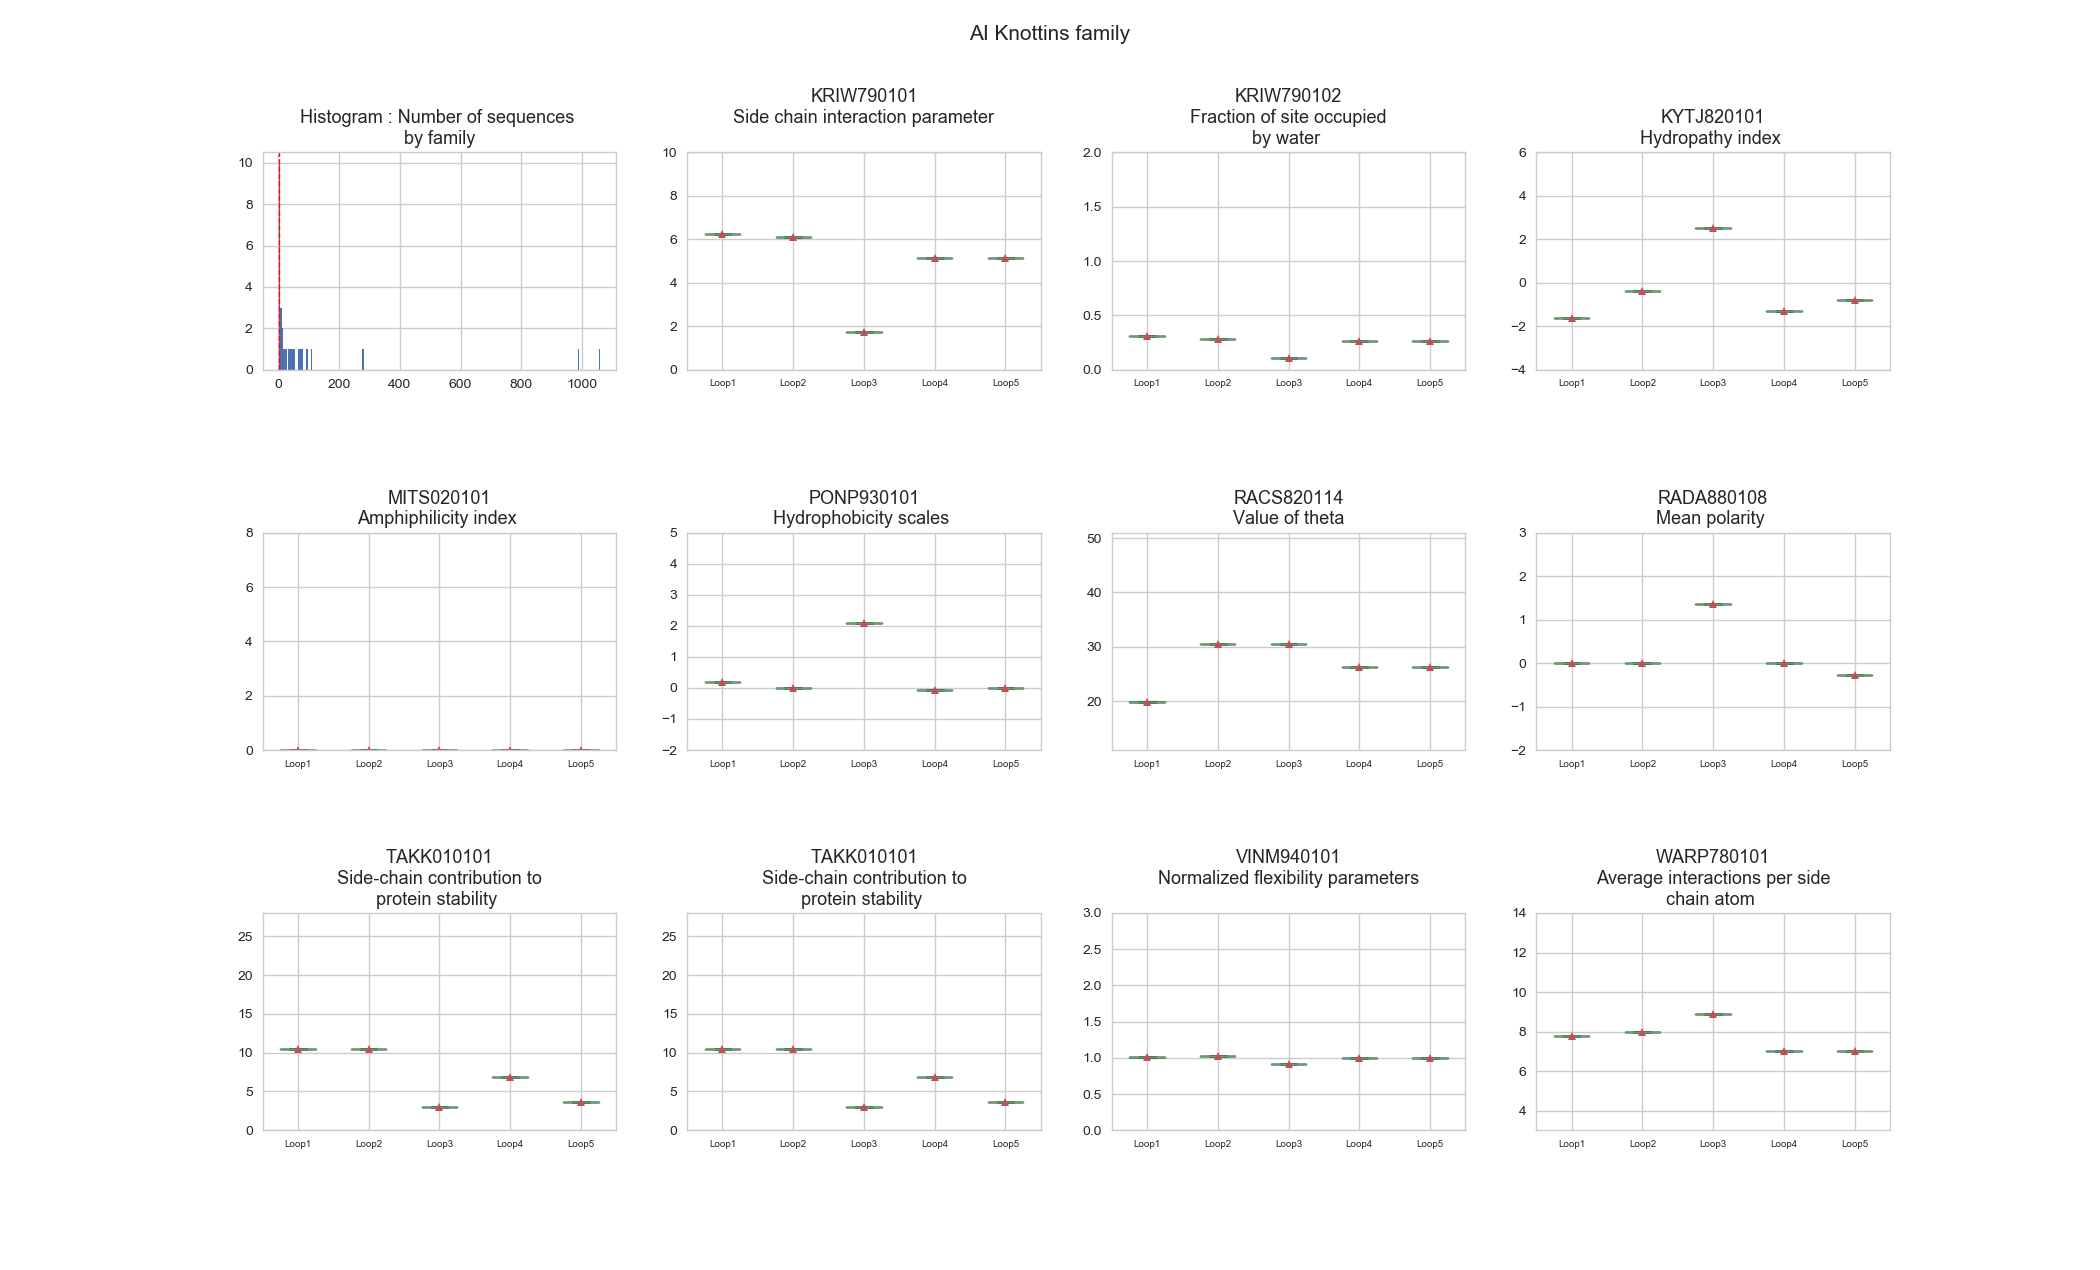 AI Knottins family
Histogram : Number of sequences
by family
10
8
6
4
2
0
0 200 400 600 800 1000
KRIW790101
Side chain interaction parameter
10
8
6
4
2
0
Loop1 Loop2 Loop3 Loop4 Loop5
KRIW790102
Fraction of site occupied
by water
2.0
1.5
1.0
0.5
0.0
Loop1 Loop2 Loop3 Loop4 Loop5
KYTJ820101
Hydropathy index
6
4
2
0
−2
−4
Loop1 Loop2 Loop3 Loop4 Loop5
MITS020101
Amphiphilicity index
8
6
4
2
0
Loop1 Loop2 Loop3 Loop4 Loop5
PONP930101
Hydrophobicity scales
5
4
3
2
1
0
−1
−2
Loop1 Loop2 Loop3 Loop4 Loop5
RACS820114
Value of theta
50
40
30
20
Loop1 Loop2 Loop3 Loop4 Loop5
RADA880108
Mean polarity
3
2
1
0
−1
−2
Loop1 Loop2 Loop3 Loop4 Loop5
TAKK010101
Side-chain contribution to
protein stability
25
20
15
10
5
0
Loop1 Loop2 Loop3 Loop4 Loop5
TAKK010101
Side-chain contribution to
protein stability
25
20
15
10
5
0
Loop1 Loop2 Loop3 Loop4 Loop5
VINM940101
Normalized flexibility parameters
3.0
2.5
2.0
1.5
1.0
0.5
0.0
Loop1 Loop2 Loop3 Loop4 Loop5
WARP780101
Average interactions per side
chain atom
14
12
10
8
6
4
Loop1 Loop2 Loop3 Loop4 Loop5